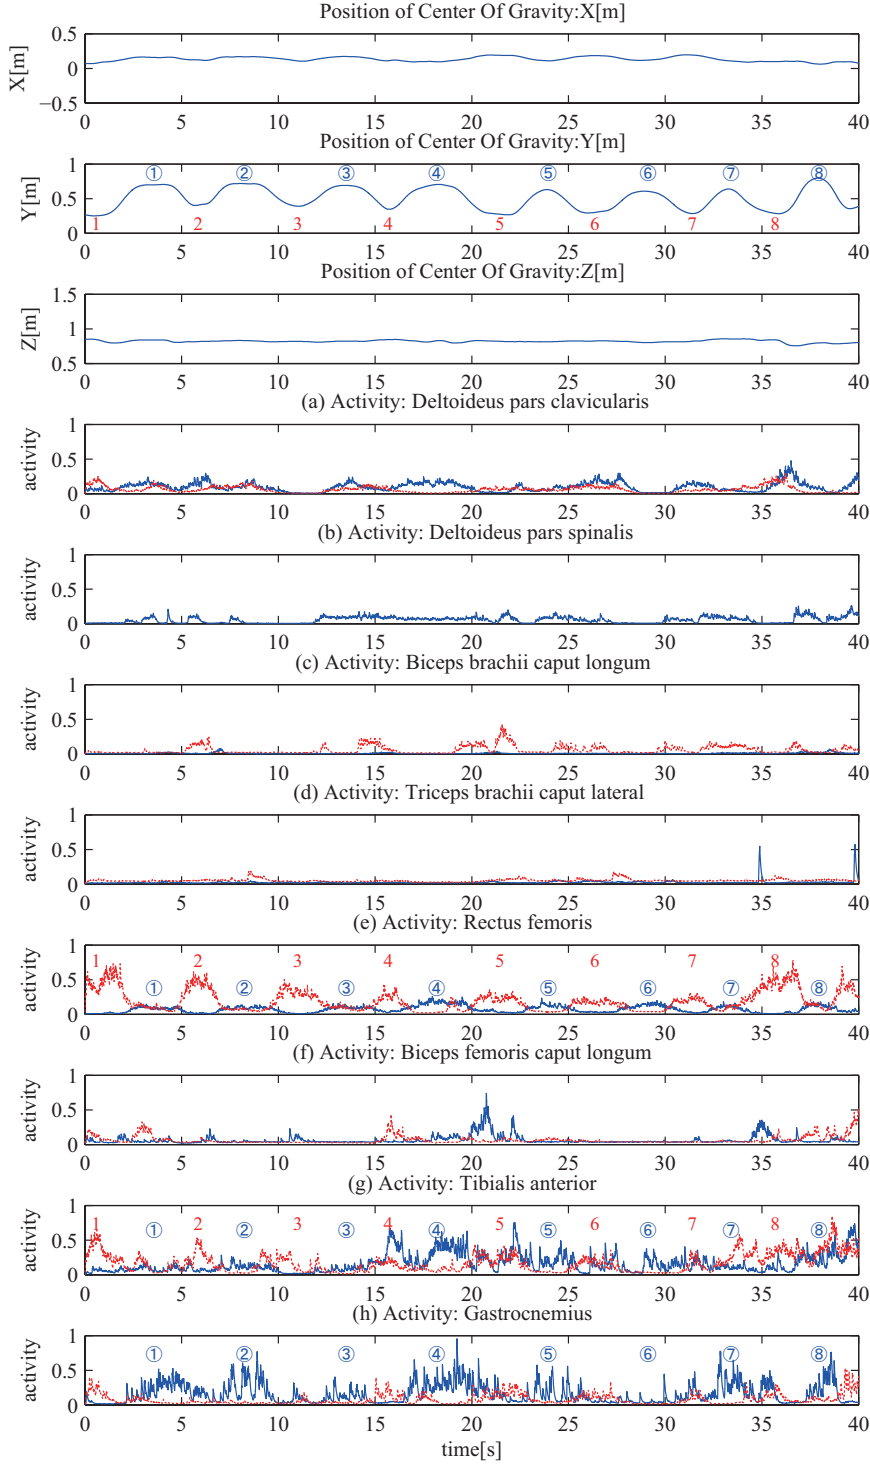 Position of Center Of Gravity:X[m]
0.5
X[m]
0
−0.5
0 5 10 15 20 25 30 35 40
Position of Center Of Gravity:Y[m]
1
Y[m]
0.5
0
① ② ③ ④ ⑤ ⑥ ⑦ ⑧
1 2 3 4 5 6 7 8
0 5 10 15 20 25 30 35 40
Position of Center Of Gravity:Z[m]
1.5
Z[m]
1
0.5
0 5 10 15 20 25 30 35 40
(a) Activity: Deltoideus pars clavicularis
1
activity
0.5
0
0 5 10 15 20 25 30 35 40
(b) Activity: Deltoideus pars spinalis
1
activity
0.5
0
0 5 10 15 20 25 30 35 40
(c) Activity: Biceps brachii caput longum
1
activity
0.5
0
0 5 10 15 20 25 30 35 40
(d) Activity: Triceps brachii caput lateral
1
activity
0.5
0
0 5 10 15 20 25 30 35 40
(e) Activity: Rectus femoris
1
activity
0.5
0
1 2 3 4 5 6 7 8
① ② ③ ④ ⑤ ⑥ ⑦ ⑧
0 5 10 15 20 25 30 35 40
(f) Activity: Biceps femoris caput longum
1
activity
0.5
0
0 5 10 15 20 25 30 35 40
(g) Activity: Tibialis anterior
1
activity
0.5
0
1 ① 2 ② 3 ③ 4 ④ 5 ⑤ 6 ⑥ 7 ⑦ 8 ⑧
0 5 10 15 20 25 30 35 40
(h) Activity: Gastrocnemius
1
activity
0.5
0
① ② ③ ④ ⑤ ⑥ ⑦ ⑧
0 5 10 15 20 25 30 35 40
time[s]